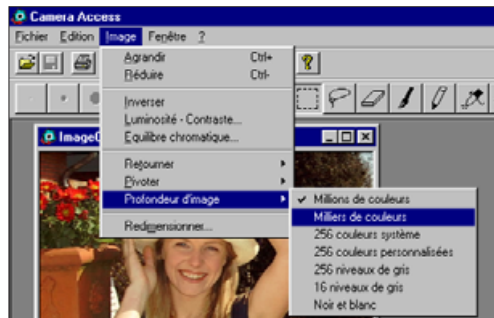 Camera Access
Fichier Edition Image Fenêtre ?
Agrandir Ctrl+
Réduire Ctrl-
Inverser
Luminosité - Contraste...
Equilibre chromatique...
Retourner
Pivoter
Profondeur d'image
Redimensionner...
Millions de couleurs
Milliers de couleurs
256 couleurs système
256 couleurs personnalisées
256 niveaux de gris
16 niveaux de gris
Noir et blanc